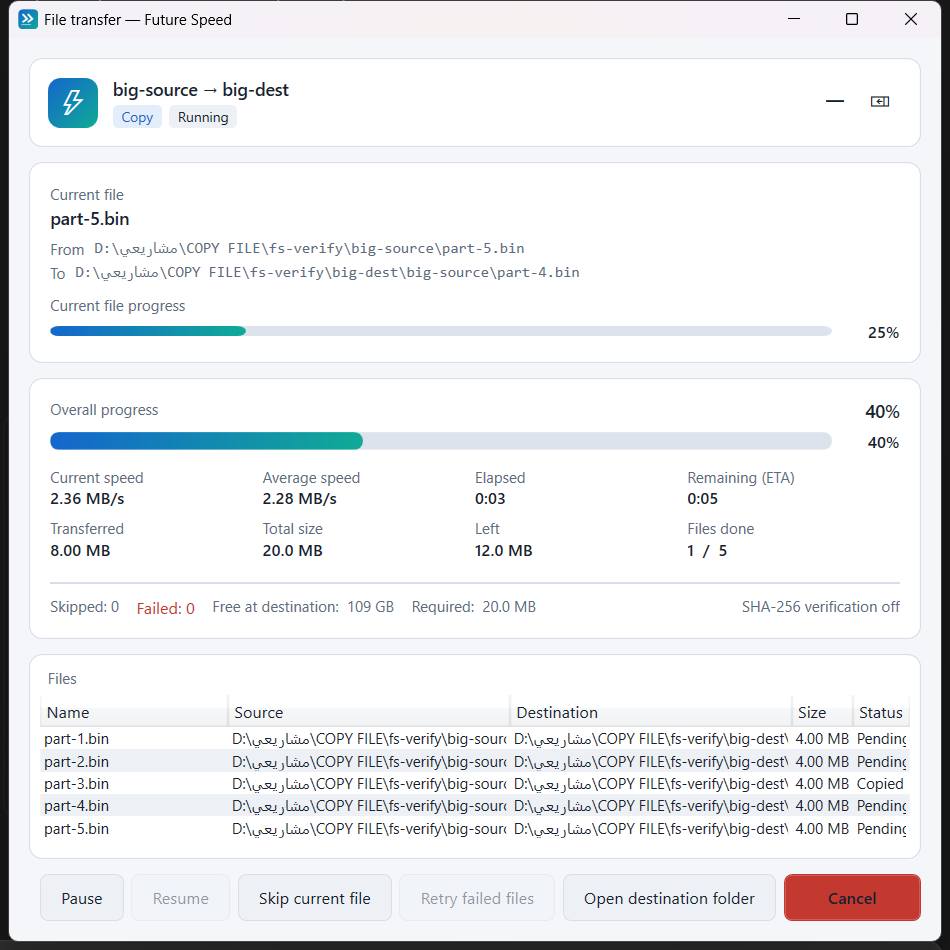 File transfer — Future Speed
big-source → big-dest
Copy Running
Current file
part-5.bin
From D:\مشاريعي\COPY FILE\fs-verify\big-source\part-5.bin
To D:\مشاريعي\COPY FILE\fs-verify\big-dest\big-source\part-4.bin
Current file progress
25%
Overall progress 40%
40%
Current speed Average speed Elapsed Remaining (ETA)
2.36 MB/s 2.28 MB/s 0:03 0:05
Transferred Total size Left Files done
8.00 MB 20.0 MB 12.0 MB 1 / 5
Skipped: 0 Failed: 0 Free at destination: 109 GB Required: 20.0 MB SHA-256 verification off
Files
Name Source Destination Size Status
part-1.bin D:\مشاريعي\COPY FILE\fs-verify\big-sourc D:\مشاريعي\COPY FILE\fs-verify\big-dest\ 4.00 MB Pending
part-2.bin D:\مشاريعي\COPY FILE\fs-verify\big-sourc D:\مشاريعي\COPY FILE\fs-verify\big-dest\ 4.00 MB Pending
part-3.bin D:\مشاريعي\COPY FILE\fs-verify\big-sourc D:\مشاريعي\COPY FILE\fs-verify\big-dest\ 4.00 MB Copied
part-4.bin D:\مشاريعي\COPY FILE\fs-verify\big-sourc D:\مشاريعي\COPY FILE\fs-verify\big-dest\ 4.00 MB Pending
part-5.bin D:\مشاريعي\COPY FILE\fs-verify\big-sourc D:\مشاريعي\COPY FILE\fs-verify\big-dest\ 4.00 MB Pending
Pause Resume Skip current file Retry failed files Open destination folder Cancel